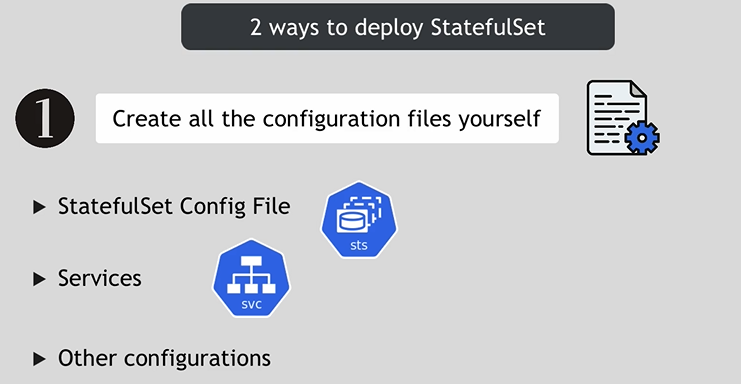 2 ways to deploy StatefulSet
1
Create all the configuration files yourself
StatefulSet Config File
sts
Services
svc
Other configurations